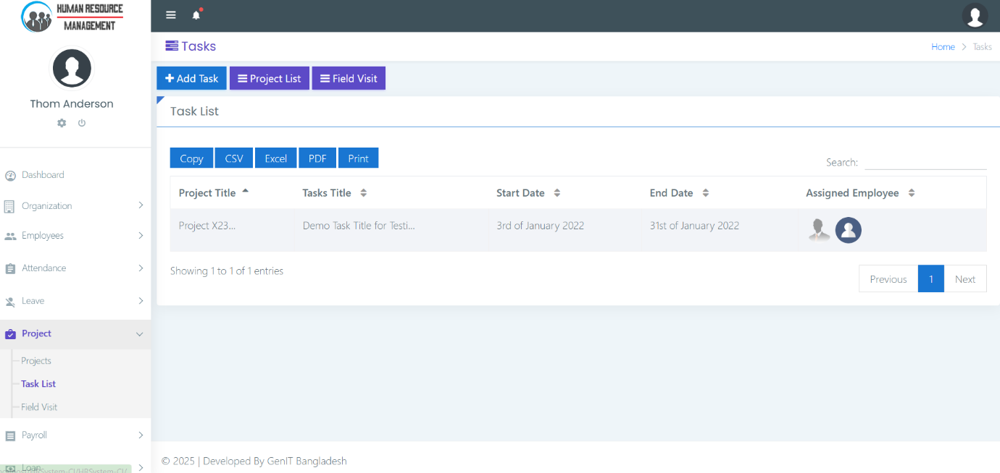 HUMAN RESOURCE
MANAGEMENT
Thom Anderson
Dashboard
Organization
Employees
Attendance
Leave
Project
Projects
Task List
Field Visit
Payroll
Loan
Tasks
Home > Tasks
Add Task Project List Field Visit
Task List
Copy CSV Excel PDF Print
Search:
Project Title Tasks Title Start Date End Date Assigned Employee
Project X23... Demo Task Title for Testi... 3rd of January 2022 31st of January 2022
Showing 1 to 1 of 1 entries
Previous 1 Next
© 2025 | Developed By GenIT Bangladesh